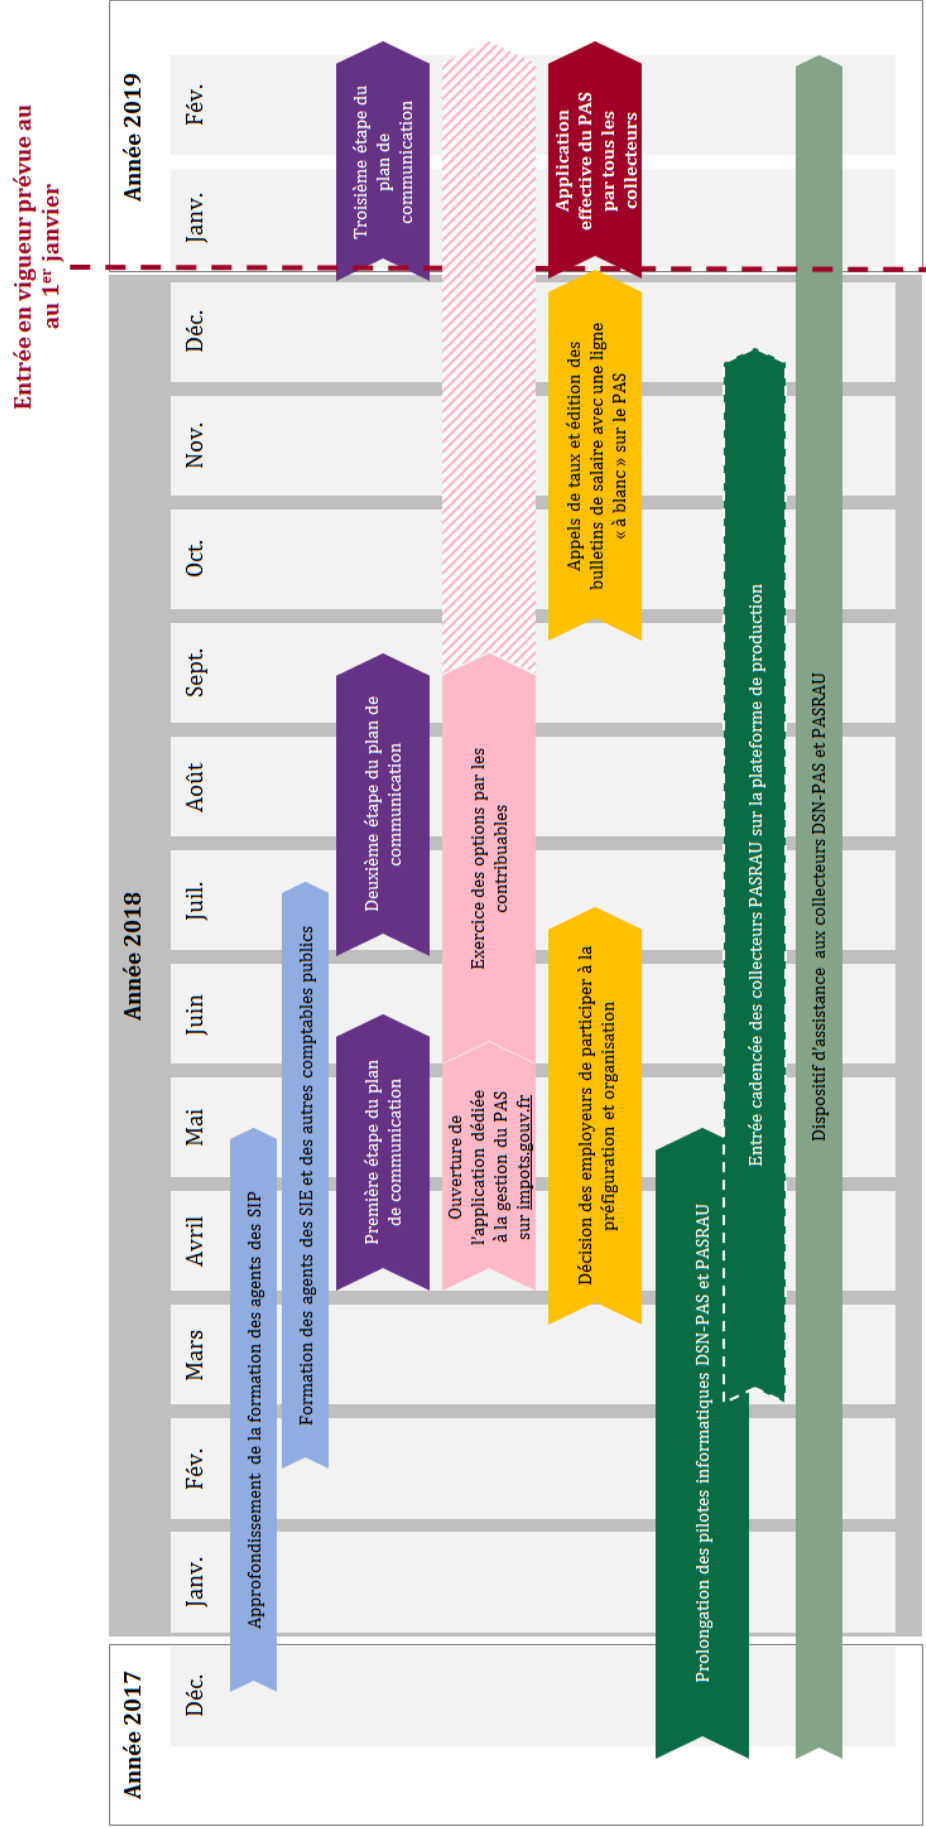 Entrée en vigueur prévue au
au 1er janvier
Année 2017
Année 2018
Année 2019
Déc.
Janv.
Fév.
Mars
Avril
Mai
Juin
Juil.
Août
Sept.
Oct.
Nov.
Déc.
Janv.
Fév.
Approfondissement de la formation des agents des SIP
Formation des agents des SIE et des autres comptables publics
Première étape du plan
de communication
Deuxième étape du plan de
communication
Troisième étape du
plan de
communication
Ouverture de
l'application dédiée
à la gestion du PAS
sur impots.gouv.fr
Exercice des options par les
contribuables
Décision des employeurs de participer à la
préfiguration et organisation
Appels de taux et édition des
bulletins de salaire avec une ligne
« à blanc » sur le PAS
Application
effective du PAS
par tous les
collecteurs
Prolongation des pilotes informatiques DSN-PAS et PASRAU
Entrée cadencée des collecteurs PASRAU sur la plateforme de production
Dispositif d'assistance aux collecteurs DSN-PAS et PASRAU